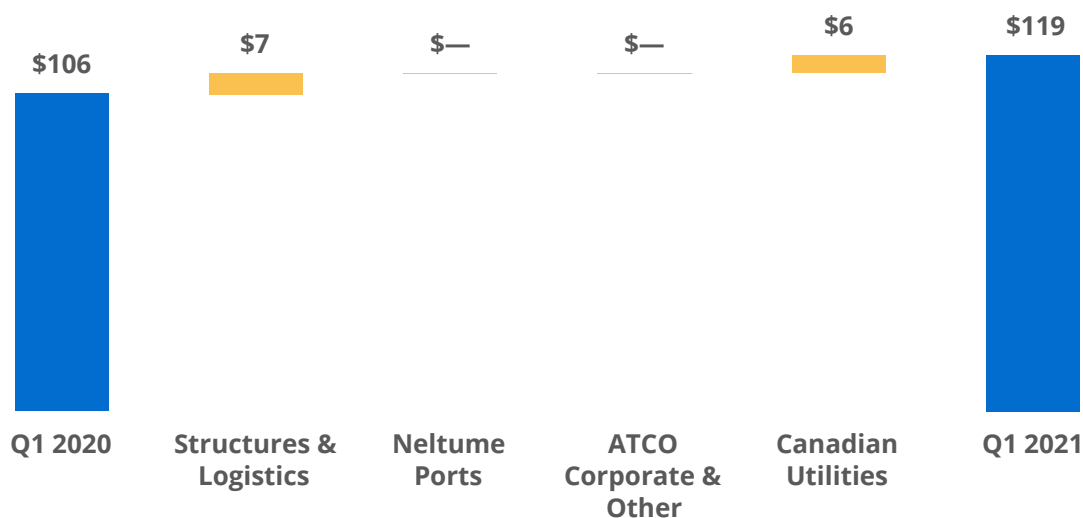 $106
$7
$—
$—
$6
$119
Q1 2020
Structures &
Logistics
Neltume
Ports
ATCO
Corporate &
Other
Canadian
Utilities
Q1 2021